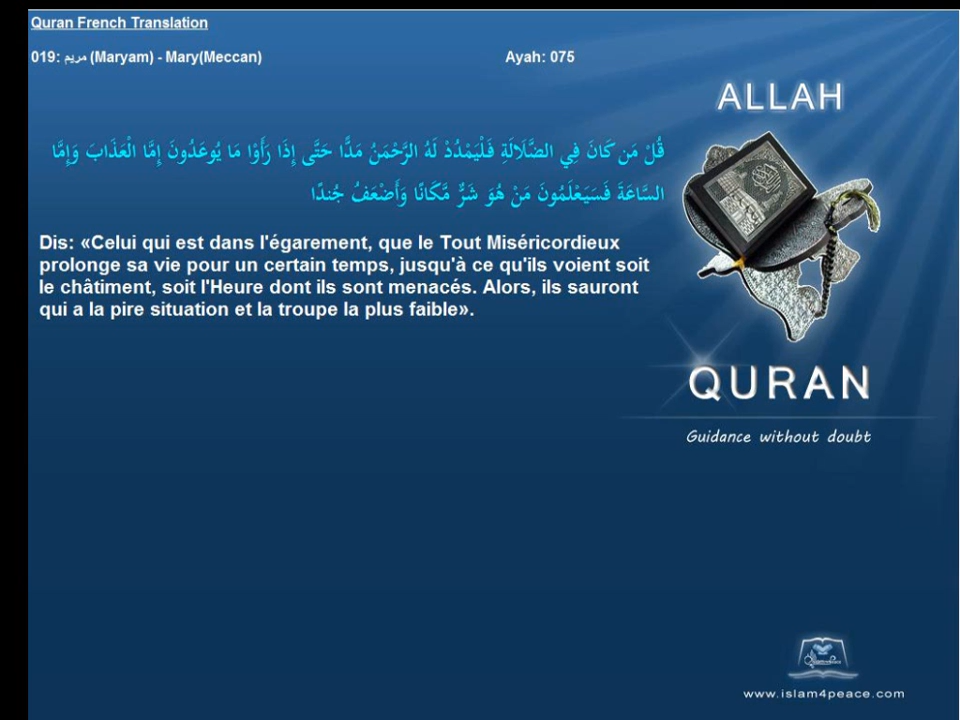 Quran French Translation
019: مريم (Maryam) - Mary(Meccan)
Ayah: 075
ALLAH
قُلْ مَن كَانَ فِي الضَّلَالَةِ فَلْيَمْدُدْ لَهُ الرَّحْمَنُ مَدًّا حَتَّى إِذَا رَأَوْا مَا يُوعَدُونَ إِمَّا الْعَذَابَ وَإِمَّا
السَّاعَةَ فَسَيَعْلَمُونَ مَنْ هُوَ شَرٌّ مَّكَانًا وَأَضْعَفُ جُندًا
Dis: «Celui qui est dans l'égarement, que le Tout Miséricordieux
prolonge sa vie pour un certain temps, jusqu'à ce qu'ils voient soit
le châtiment, soit l'Heure dont ils sont menacés. Alors, ils sauront
qui a la pire situation et la troupe la plus faible».
QURAN
Guidance without doubt
www.islam4peace.com